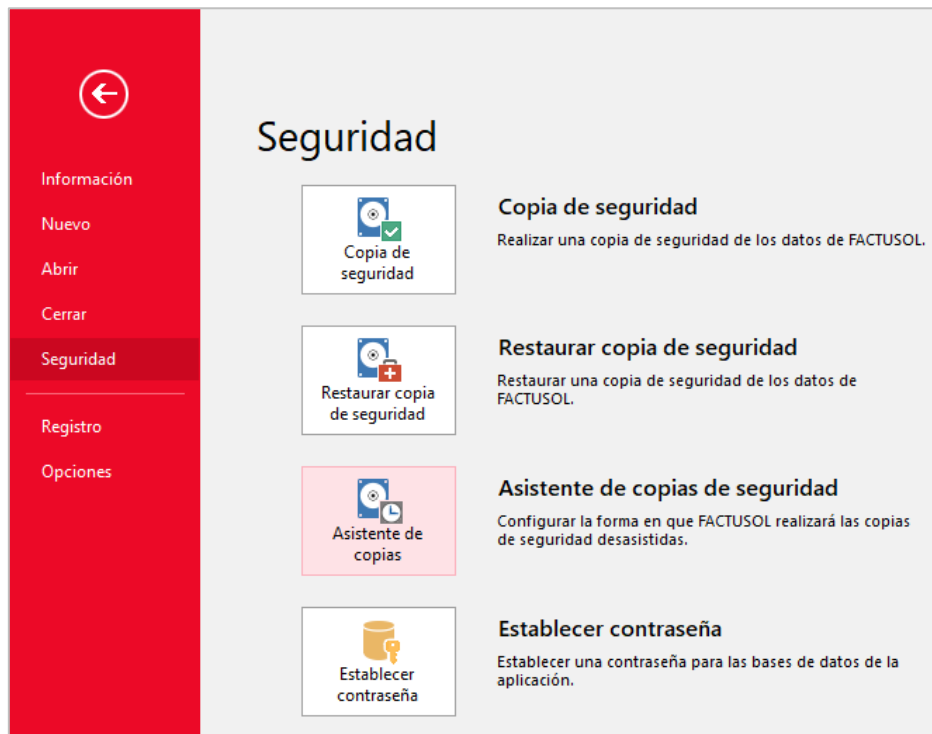 Seguridad
Información
Nuevo
Abrir
Cerrar
Seguridad
Registro
Opciones
Copia de
seguridad
Copia de seguridad
Realizar una copia de seguridad de los datos de FACTUSOL.
Restaurar copia
de seguridad
Restaurar copia de seguridad
Restaurar una copia de seguridad de los datos de
FACTUSOL.
Asistente de
copias
Asistente de copias de seguridad
Configurar la forma en que FACTUSOL realizará las copias
de seguridad desasistidas.
Establecer
contraseña
Establecer contraseña
Establecer una contraseña para las bases de datos de la
aplicación.